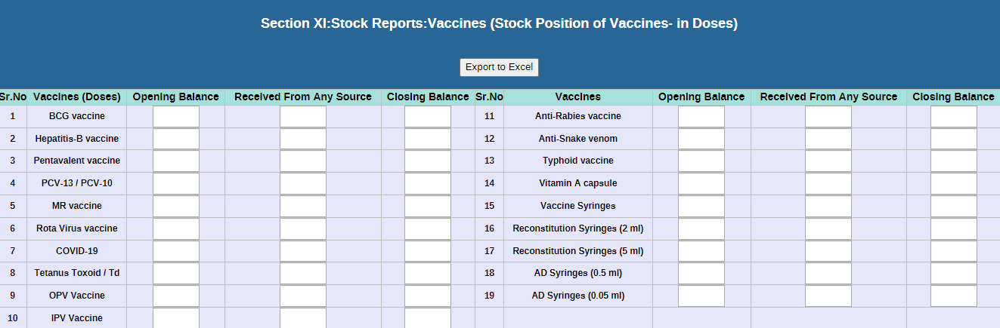 Section XI:Stock Reports:Vaccines (Stock Position of Vaccines- in Doses)
Export to Excel
Sr.No Vaccines (Doses) Opening Balance Received From Any Source Closing Balance Sr.No Vaccines Opening Balance Received From Any Source Closing Balance
1 BCG vaccine 11 Anti-Rabies vaccine
2 Hepatitis-B vaccine 12 Anti-Snake venom
3 Pentavalent vaccine 13 Typhoid vaccine
4 PCV-13 / PCV-10 14 Vitamin A capsule
5 MR vaccine 15 Vaccine Syringes
6 Rota Virus vaccine 16 Reconstitution Syringes (2 ml)
7 COVID-19 17 Reconstitution Syringes (5 ml)
8 Tetanus Toxoid / Td 18 AD Syringes (0.5 ml)
9 OPV Vaccine 19 AD Syringes (0.05 ml)
10 IPV Vaccine